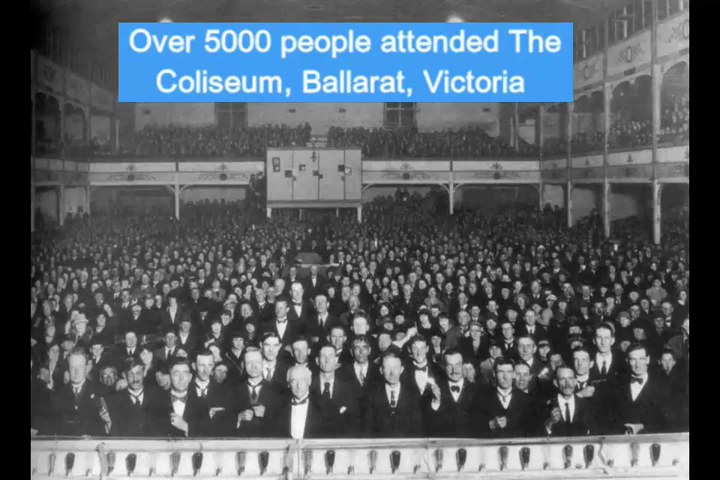 Over 5000 people attended The
Coliseum, Ballarat, Victoria